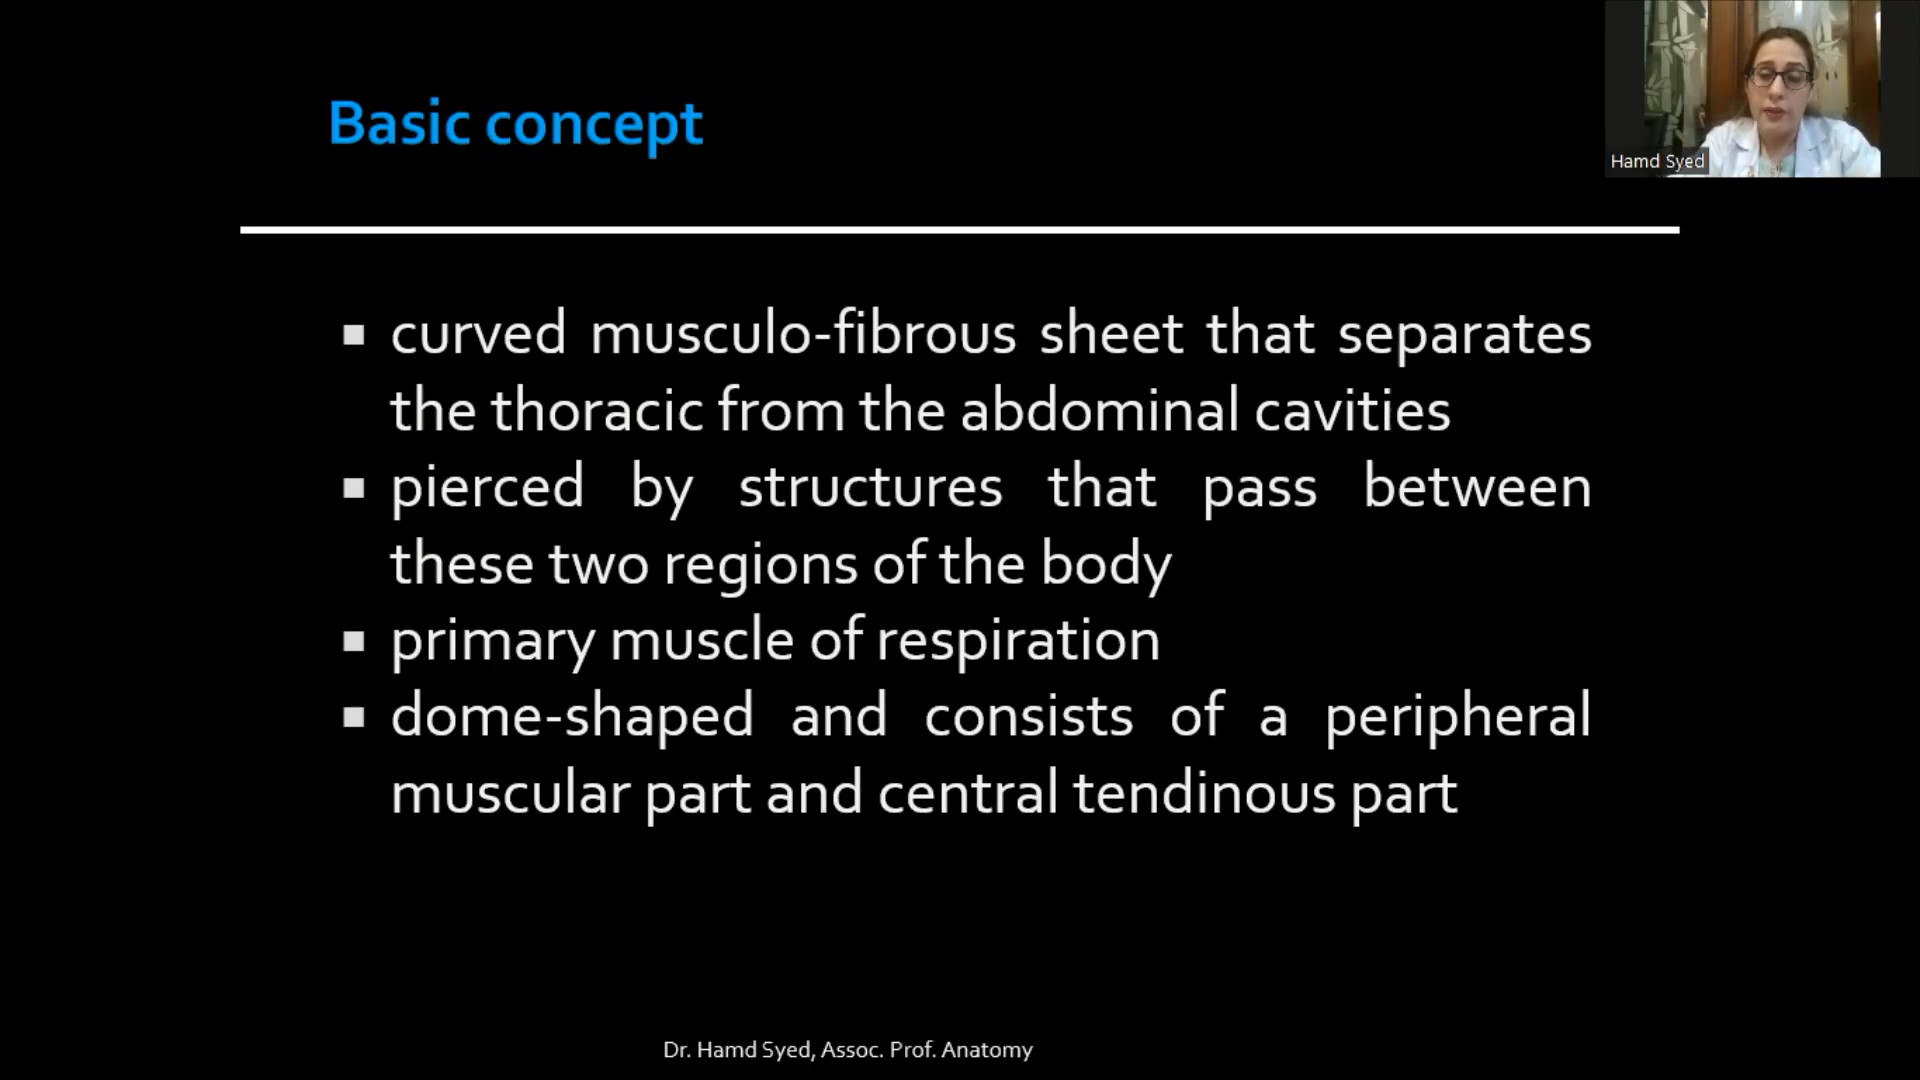 Basic concept
Hamd Syed
▪ curved musculo-fibrous sheet that separates
the thoracic from the abdominal cavities
▪ pierced by structures that pass between
these two regions of the body
▪ primary muscle of respiration
▪ dome-shaped and consists of a peripheral
muscular part and central tendinous part
Dr. Hamd Syed, Assoc. Prof. Anatomy